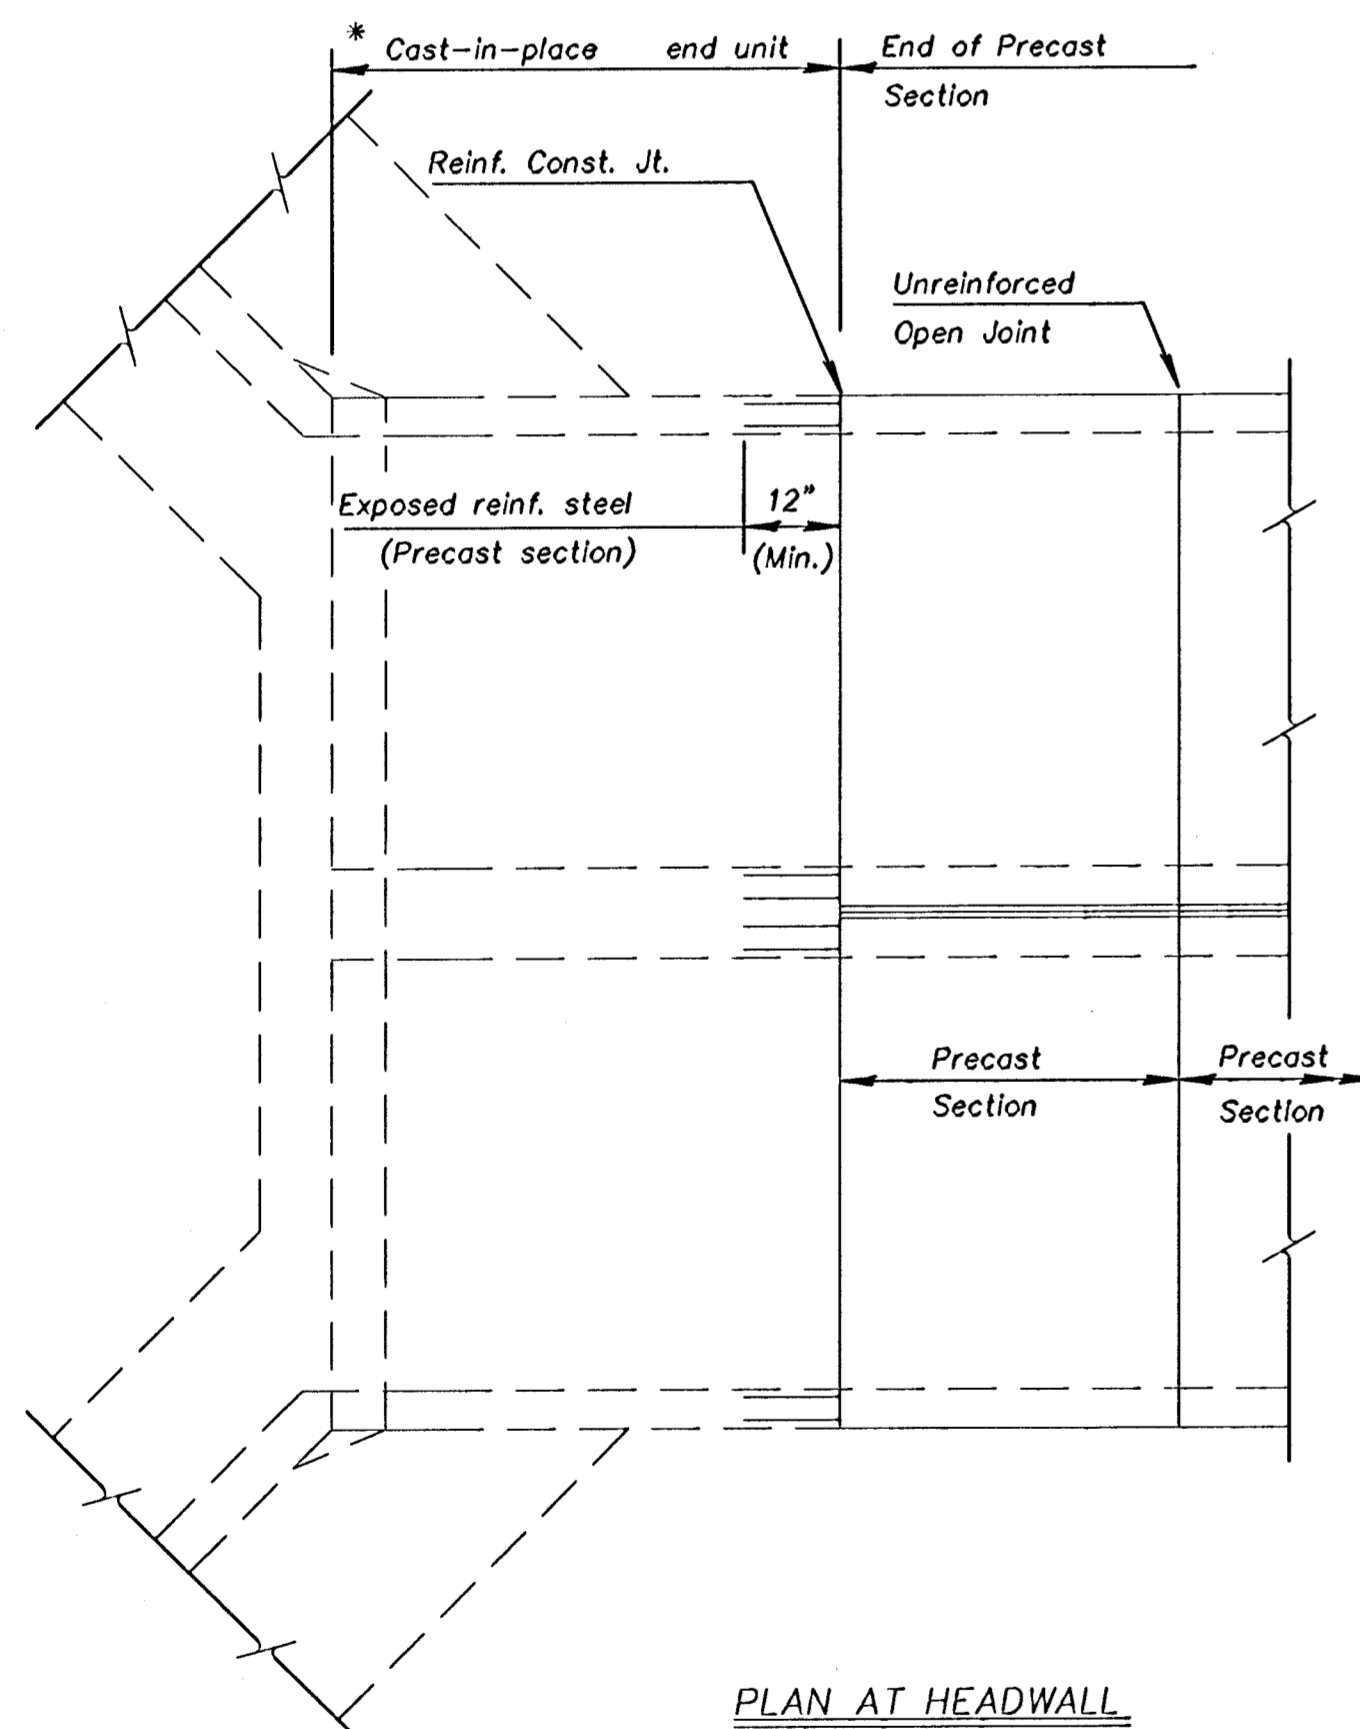 * Cast-in-place end unit
End of Precast
Section
Reinf. Const. Jt.
Unreinforced
Open Joint
Exposed reinf. steel
(Precast section)
12"
(Min.)
Precast
Section
Precast
Section
PLAN AT HEADWALL